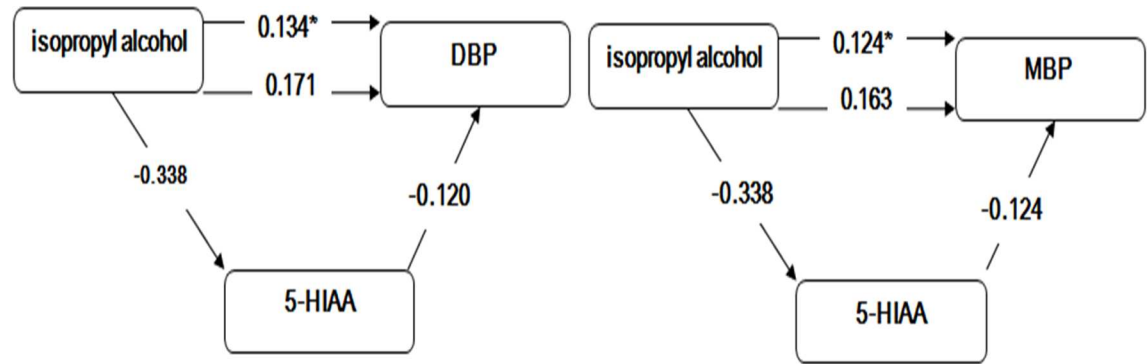 isopropyl alcohol
0.134*
DBP
0.171
-0.338
-0.120
5-HIAA
isopropyl alcohol
0.124*
MBP
0.163
-0.338
-0.124
5-HIAA